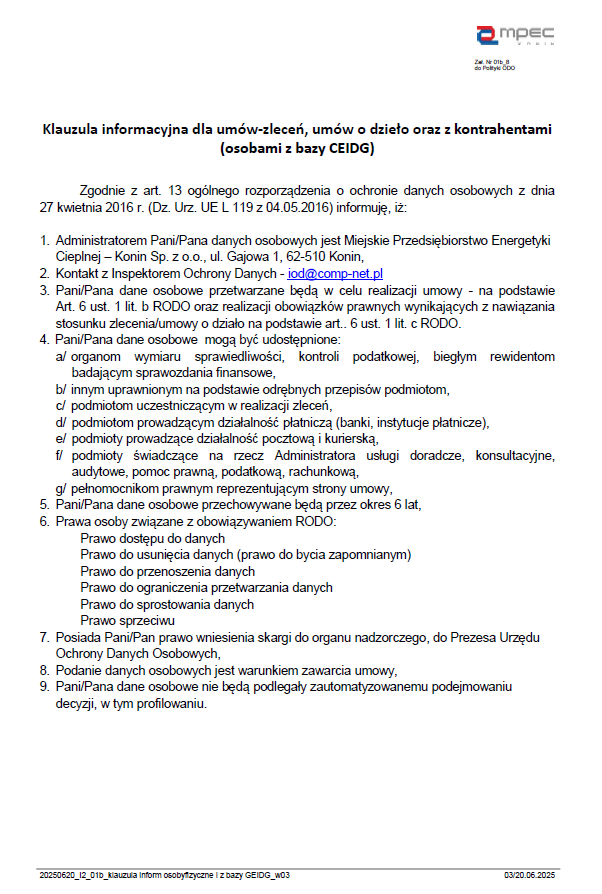 mpec
konin
Zał. Nr 01b_8
do Polityki ODO
Klauzula informacyjna dla umów-zleceń, umów o dzieło oraz z kontrahentami
(osobami z bazy CEIDG)
Zgodnie z art. 13 ogólnego rozporządzenia o ochronie danych osobowych z dnia
27 kwietnia 2016 r. (Dz. Urz. UE L 119 z 04.05.2016) informuję, iż:
1. Administratorem Pani/Pana danych osobowych jest Miejskie Przedsiębiorstwo Energetyki
Cieplnej – Konin Sp. z o.o., ul. Gajowa 1, 62-510 Konin,
2. Kontakt z Inspektorem Ochrony Danych - iod@comp-net.pl
3. Pani/Pana dane osobowe przetwarzane będą w celu realizacji umowy - na podstawie
Art. 6 ust. 1 lit. b RODO oraz realizacji obowiązków prawnych wynikających z nawiązania
stosunku zlecenia/umowy o działo na podstawie art.. 6 ust. 1 lit. c RODO.
4. Pani/Pana dane osobowe mogą być udostępnione:
a/ organom wymiaru sprawiedliwości, kontroli podatkowej, biegłym rewidentom
badającym sprawozdania finansowe,
b/ innym uprawnionym na podstawie odrębnych przepisów podmiotom,
c/ podmiotom uczestniczącym w realizacji zleceń,
d/ podmiotom prowadzącym działalność płatniczą (banki, instytucje płatnicze),
e/ podmioty prowadzące działalność pocztową i kurierską,
f/ podmioty świadczące na rzecz Administratora usługi doradcze, konsultacyjne,
audytowe, pomoc prawną, podatkową, rachunkową,
g/ pełnomocnikom prawnym reprezentującym strony umowy,
5. Pani/Pana dane osobowe przechowywane będą przez okres 6 lat,
6. Prawa osoby związane z obowiązywaniem RODO:
Prawo dostępu do danych
Prawo do usunięcia danych (prawo do bycia zapomnianym)
Prawo do przenoszenia danych
Prawo do ograniczenia przetwarzania danych
Prawo do sprostowania danych
Prawo sprzeciwu
7. Posiada Pani/Pan prawo wniesienia skargi do organu nadzorczego, do Prezesa Urzędu
Ochrony Danych Osobowych,
8. Podanie danych osobowych jest warunkiem zawarcia umowy,
9. Pani/Pana dane osobowe nie będą podlegały zautomatyzowanemu podejmowaniu
decyzji, w tym profilowaniu.
20250620_I2_01b_klauzula inform osobyfizyczne i z bazy GEIDG_w03 03/20.06.2025